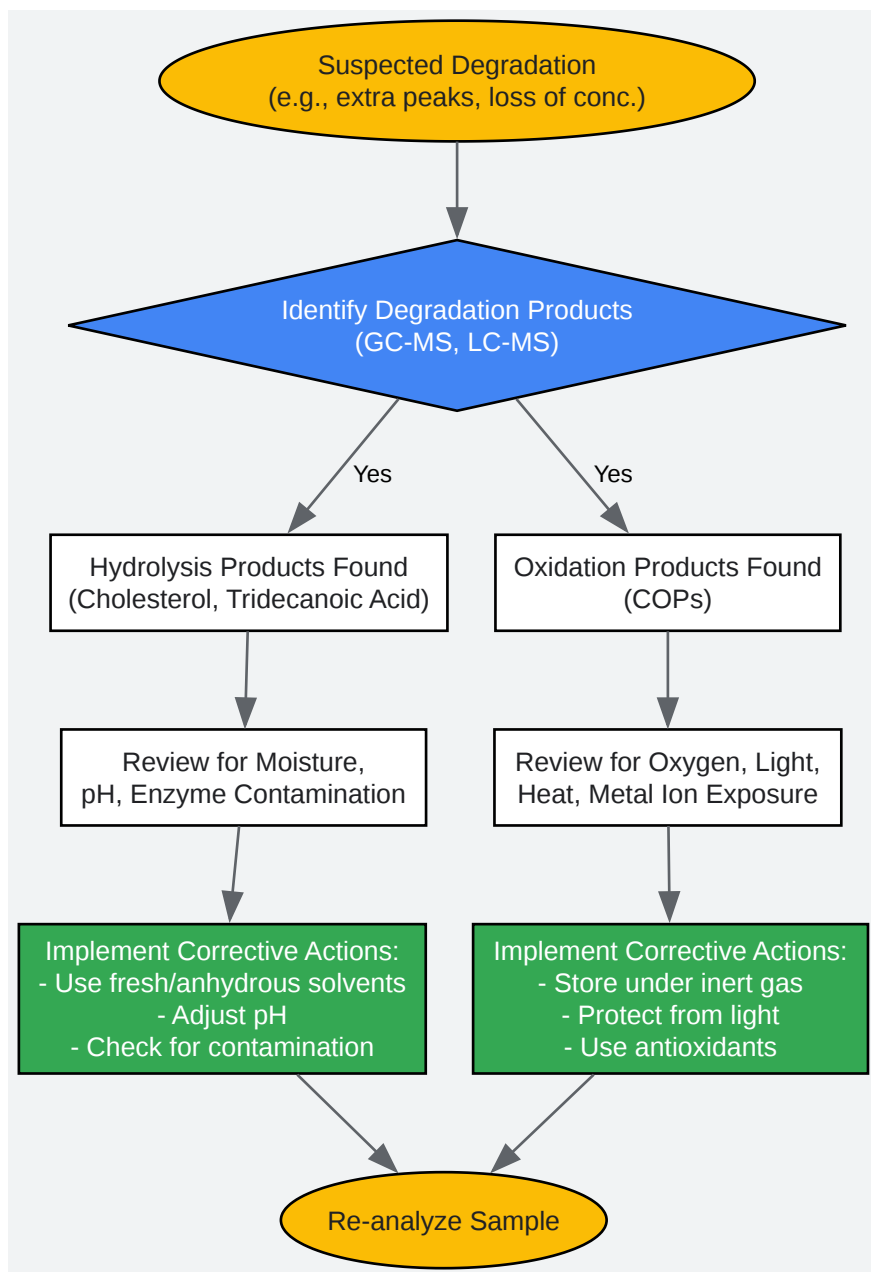 Suspected Degradation
(e.g., extra peaks, loss of conc.)
Identify Degradation Products
(GC-MS, LC-MS)
Yes
Yes
Hydrolysis Products Found
(Cholesterol, Tridecanoic Acid)
Oxidation Products Found
(COPs)
Review for Moisture,
pH, Enzyme Contamination
Review for Oxygen, Light,
Heat, Metal Ion Exposure
Implement Corrective Actions:
- Use fresh/anhydrous solvents
- Adjust pH
- Check for contamination
Implement Corrective Actions:
- Store under inert gas
- Protect from light
- Use antioxidants
Re-analyze Sample